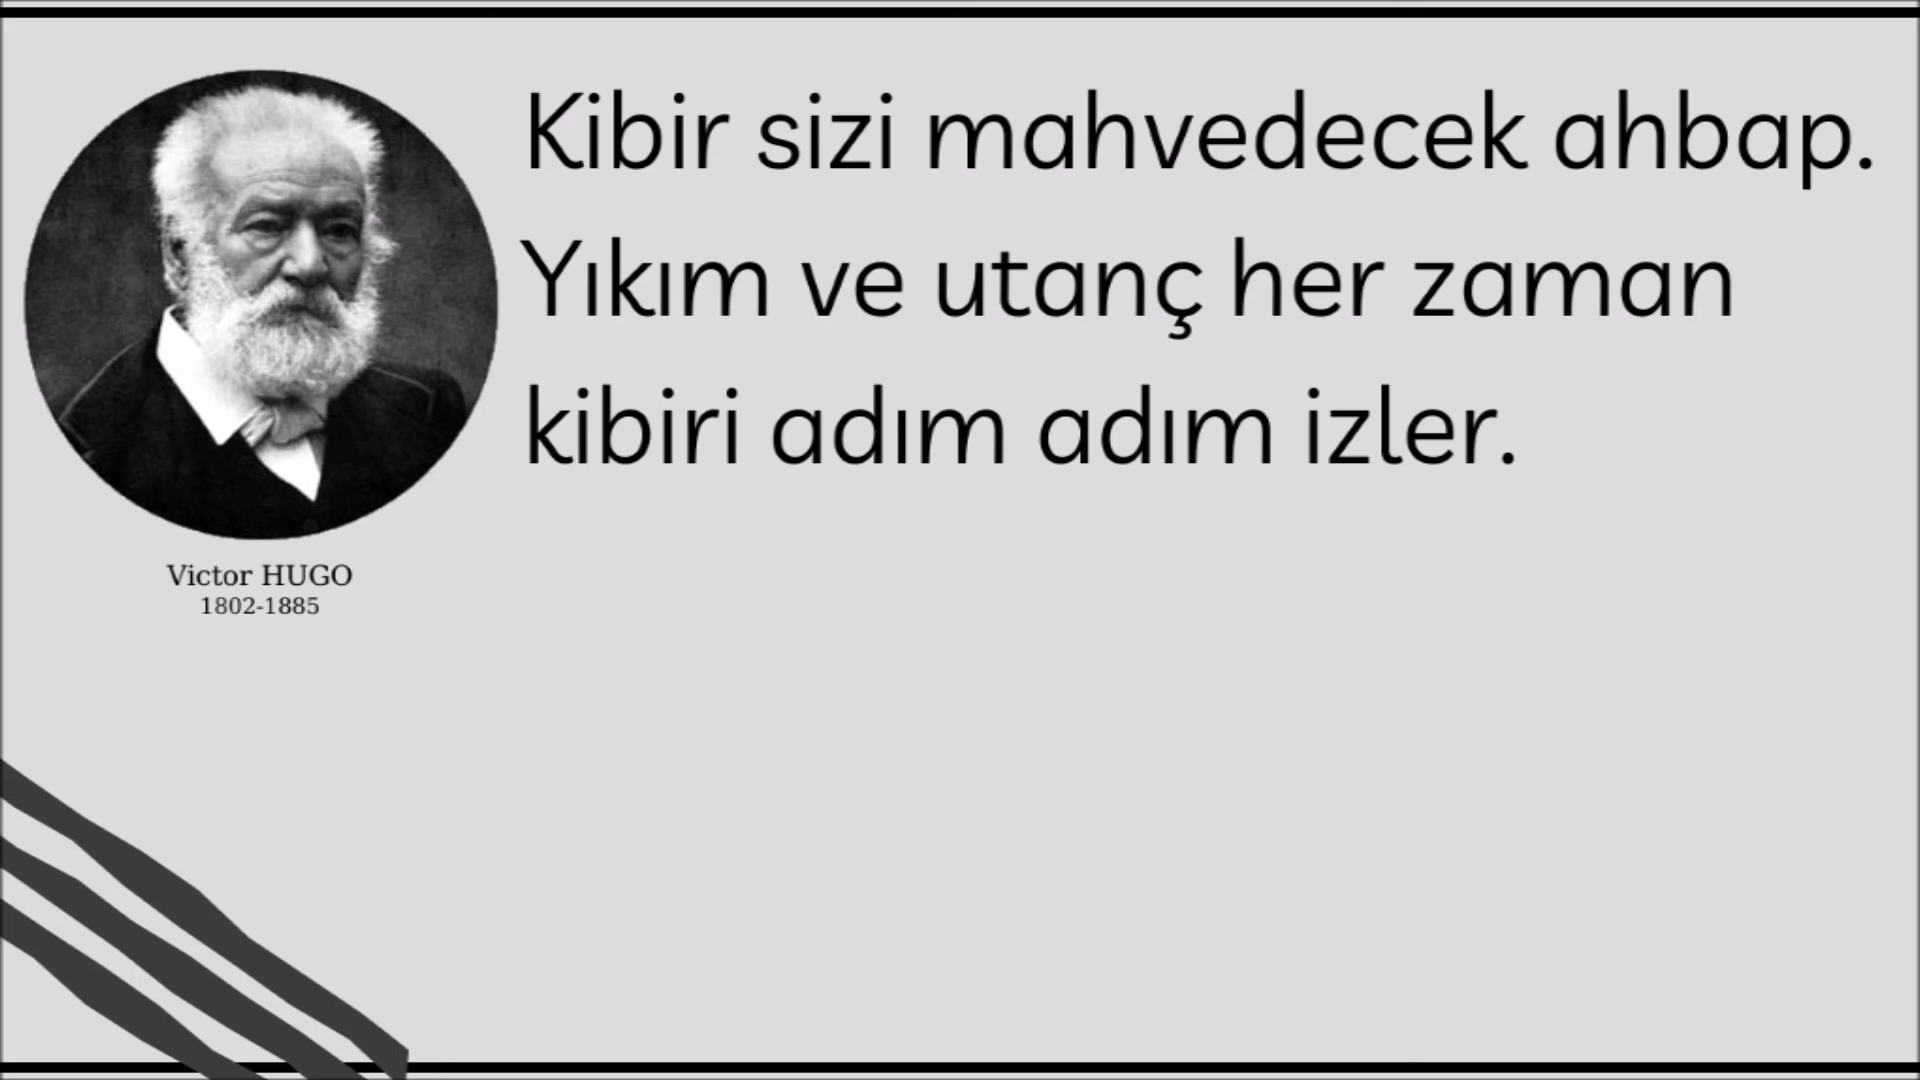 Kibir sizi mahvedecek ahbap.
Yıkım ve utanç her zaman
kibiri adım adım izler.
Victor HUGO
1802-1885